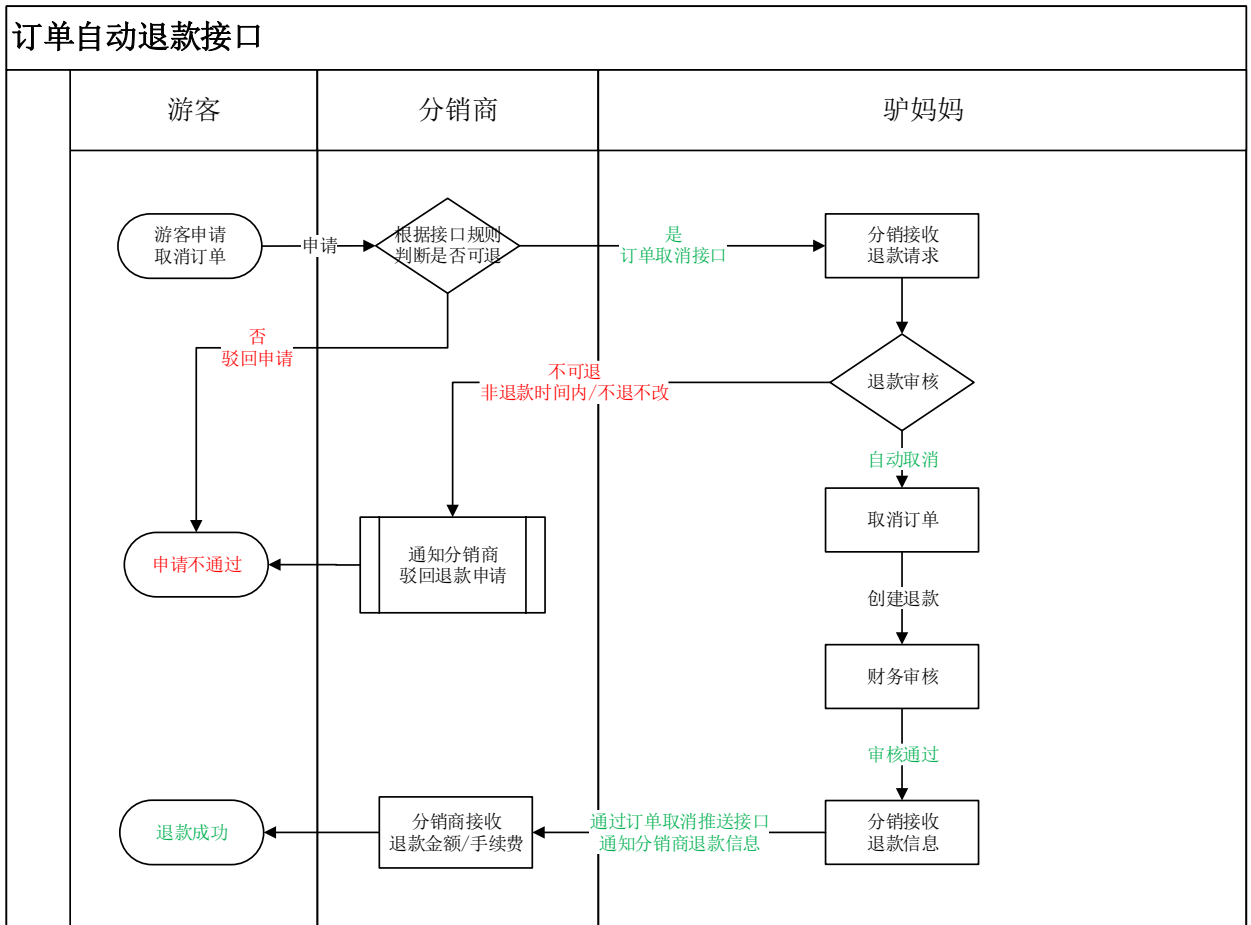 订单自动退款接口
游客
分销商
驴妈妈
游客申请
取消订单
申请
根据接口规则
判断是否可退
是
订单取消接口
分销接收
退款请求
否
驳回申请
不可退
非退款时间内/不退不改
退款审核
自动取消
取消订单
申请不通过
通知分销商
驳回退款申请
创建退款
财务审核
审核通过
退款成功
分销商接收
退款金额/手续费
通过订单取消推送接口
通知分销商退款信息
分销接收
退款信息